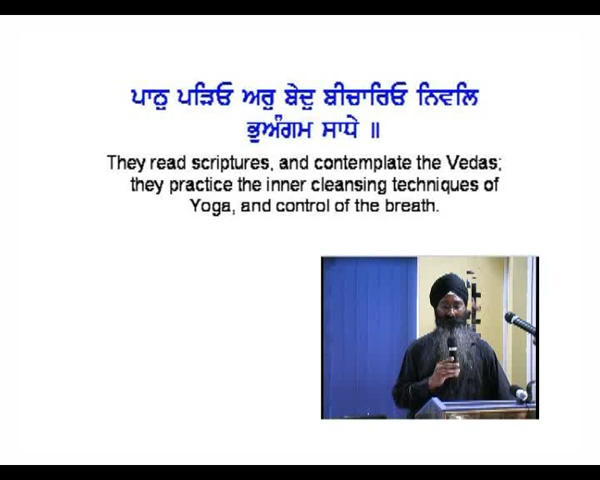 ਪਾਠੁ ਪੜਿਓ ਅਰੁ ਬੇਦੁ ਬੀਚਾਰਿਓ ਨਿਵਲਿ
ਭੁਅੰਗਮ ਸਾਧੇ ॥
They read scriptures, and contemplate the Vedas;
they practice the inner cleansing techniques of
Yoga, and control of the breath.